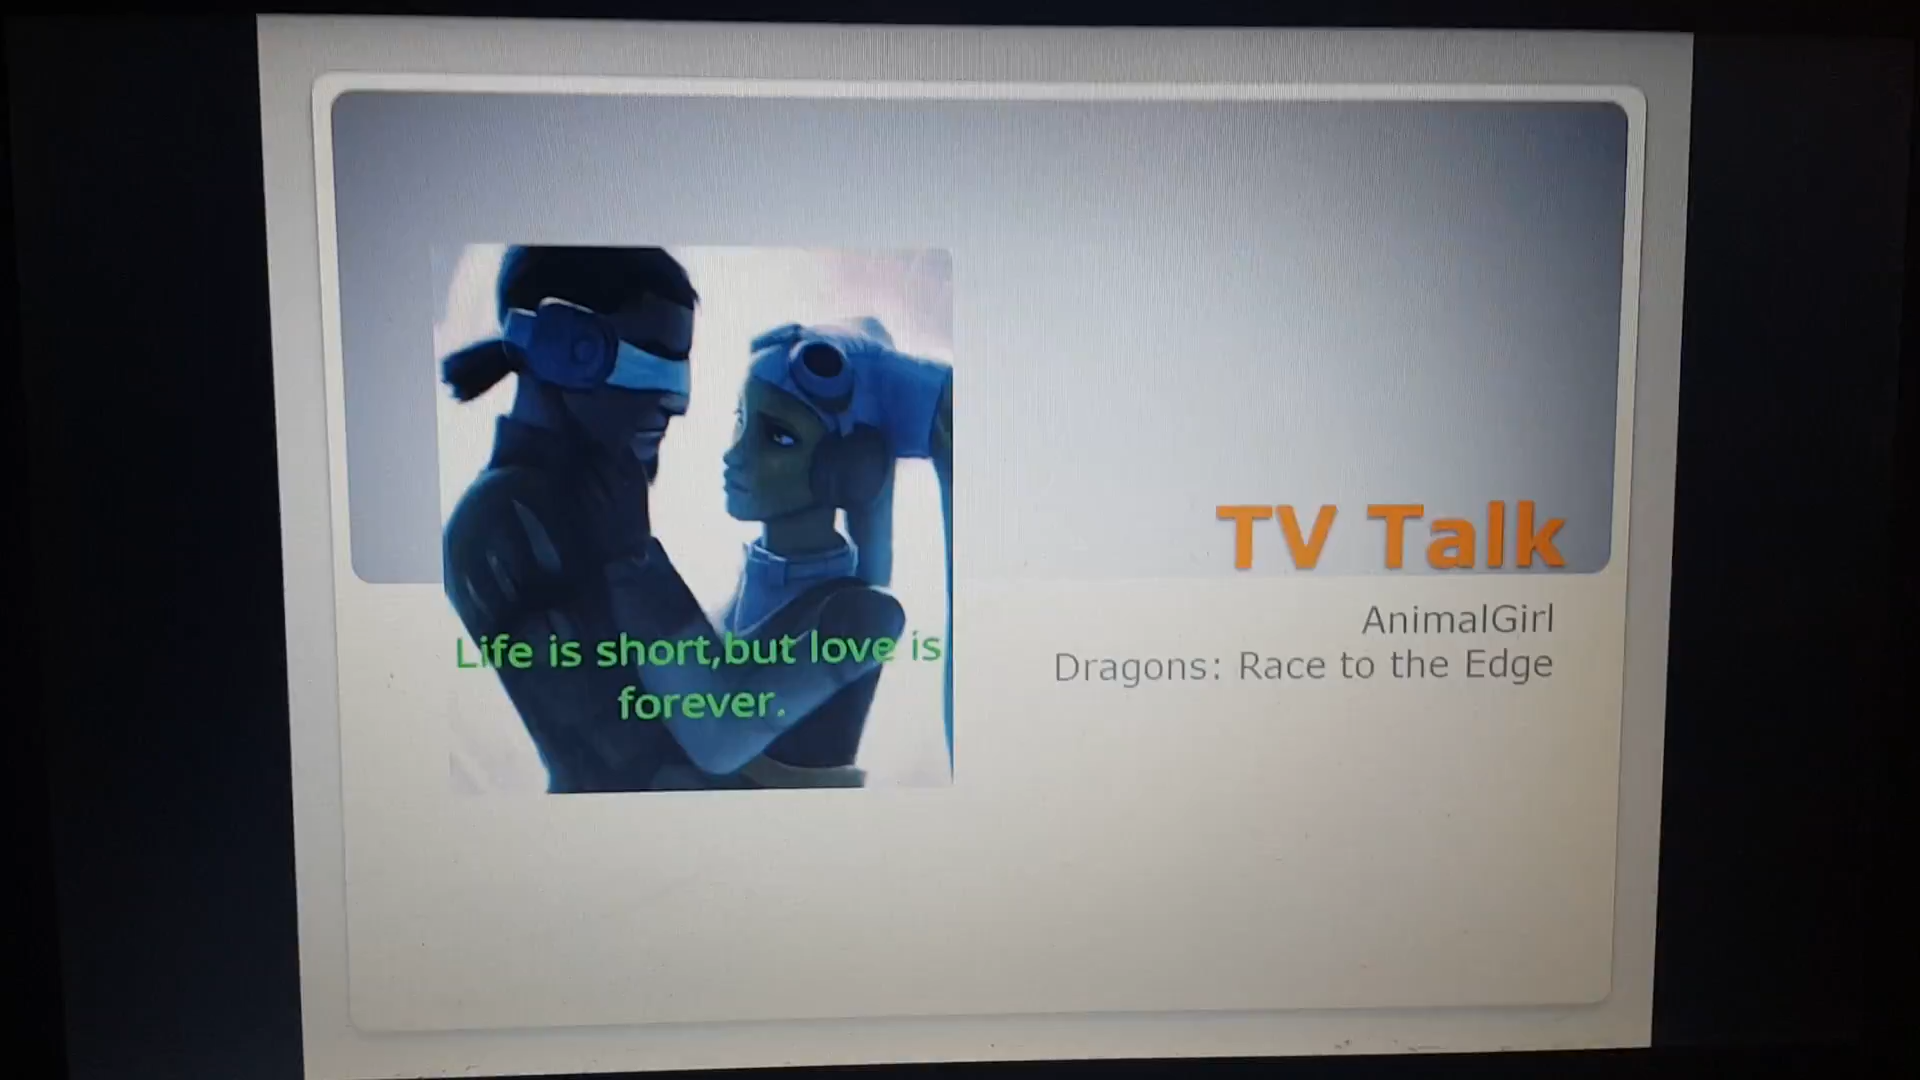 Life is short,but love is
forever.
TV Talk
AnimalGirl
Dragons: Race to the Edge